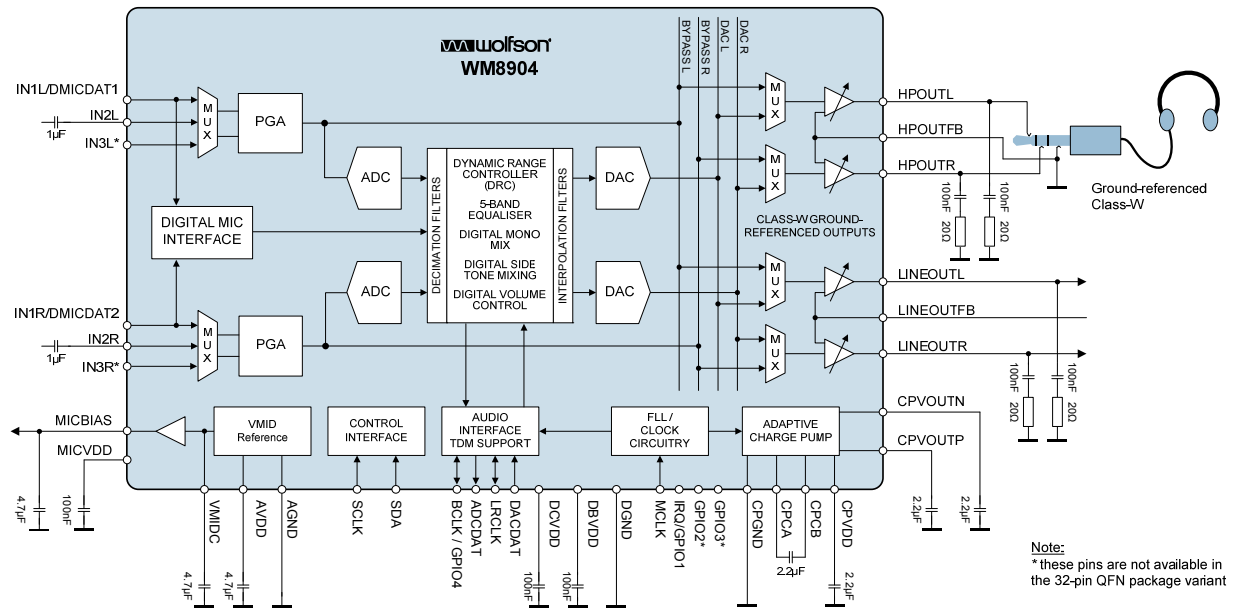 wolfson
WM8904
BYPASS L
BYPASS R
DAC L
DAC R
IN1L/DMICDAT1
IN2L
1µF
IN3L*
MUX
PGA
ADC
DIGITAL MIC
INTERFACE
DECIMATION FILTERS
DYNAMIC RANGE
CONTROLLER
(DRC)
5-BAND
EQUALISER
DIGITAL MONO
MIX
DIGITAL SIDE
TONE MIXING
DIGITAL VOLUME
CONTROL
INTERPOLATION FILTERS
DAC
MUX
MUX
CLASS-W GROUND-
REFERENCED OUTPUTS
HPOUTL
HPOUTFB
HPOUTR
100nF
20Ω
100nF
20Ω
Ground-referenced
Class-W
IN1R/DMICDAT2
IN2R
1µF
IN3R*
MUX
PGA
ADC
DAC
MUX
MUX
LINEOUTL
LINEOUTFB
LINEOUTR
100nF
20Ω
100nF
20Ω
MICBIAS
MICVDD
4.7µF
100nF
VMID
Reference
CONTROL
INTERFACE
AUDIO
INTERFACE
TDM SUPPORT
FLL /
CLOCK
CIRCUITRY
ADAPTIVE
CHARGE PUMP
CPVOUTN
CPVOUTP
2.2µF
2.2µF
VMIDC
AVDD
AGND
SCLK
SDA
BCLK / GPIO4
ADCDAT
LRCLK
DACDAT
DCVDD
DBVDD
DGND
MCLK
IRQ/GPIO1
GPIO2*
GPIO3*
CPGND
CPCA
CPCB
CPVDD
4.7µF
4.7µF
100nF
100nF
2.2µF
2.2µF
Note:
* these pins are not available in
the 32-pin QFN package variant